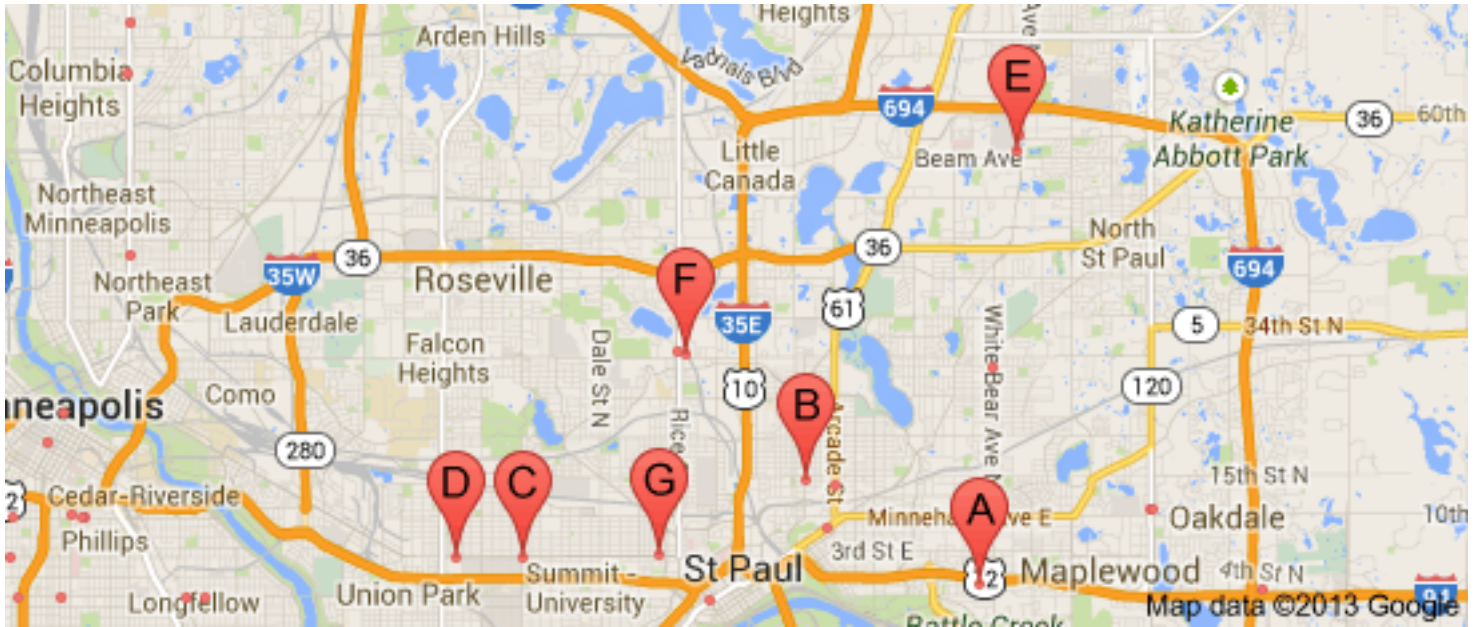 Heights
Arden Hills
Vadnais Blvd
Ave
Columbia
Heights
E
694
36
60th
Katherine
Abbott Park
Little
Canada
Beam Ave
Northeast
Minneapolis
North
St Paul
36
36
35W
Roseville
F
694
Northeast
Park
Lauderdale
61
35E
5
34th St N
Falcon
Heights
Dale St N
White Bear Ave N
Como
10
120
neapolis
B
Rice
Arcade St
280
D
C
G
15th St N
2
Cedar-Riverside
A
Minneha
ve E
Oakdale
10th
Phillips
3rd St E
St Paul
Summit -
University
2
Maplewood
4th St N
Union Park
Longfellow
94
Map data ©2013 Google
Battle Creek